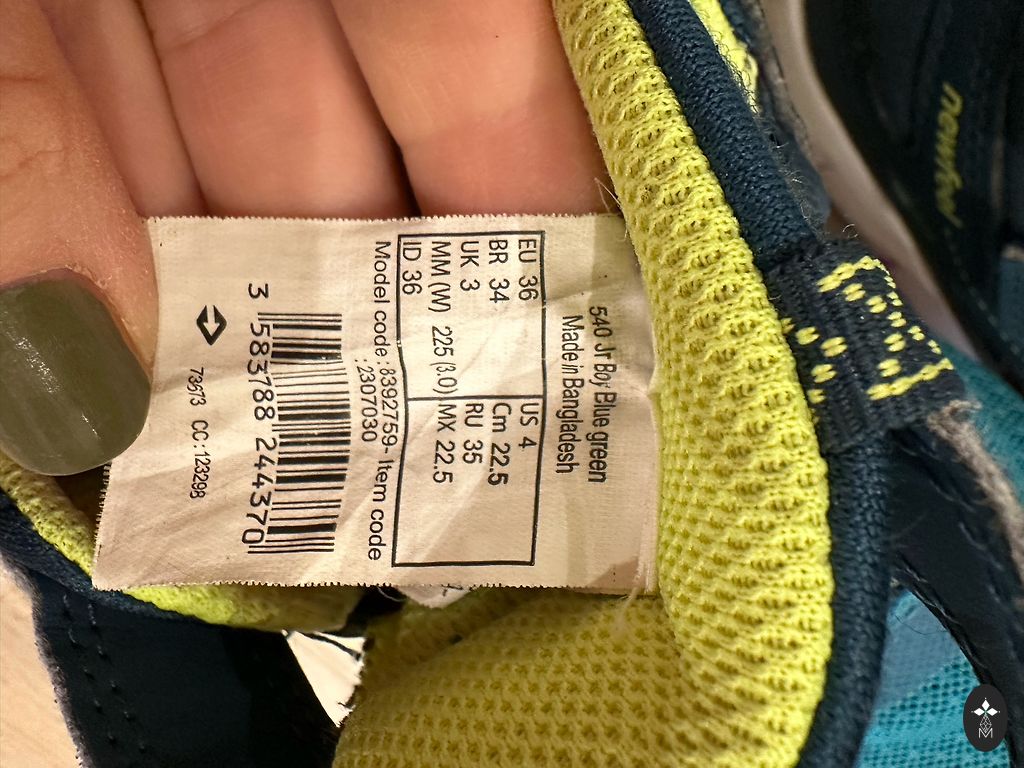 540 Jr Boy Blue green
Made in Bangladesh
EU 36 US 4
BR 34 Cm 22.5
UK 3 RU 35
MM (W) 225 (3.0) MX 22.5
ID 36
Model code :8392759- Item code
:2307030
3 583788 244370
73673 CC : 123298
newfeel
M